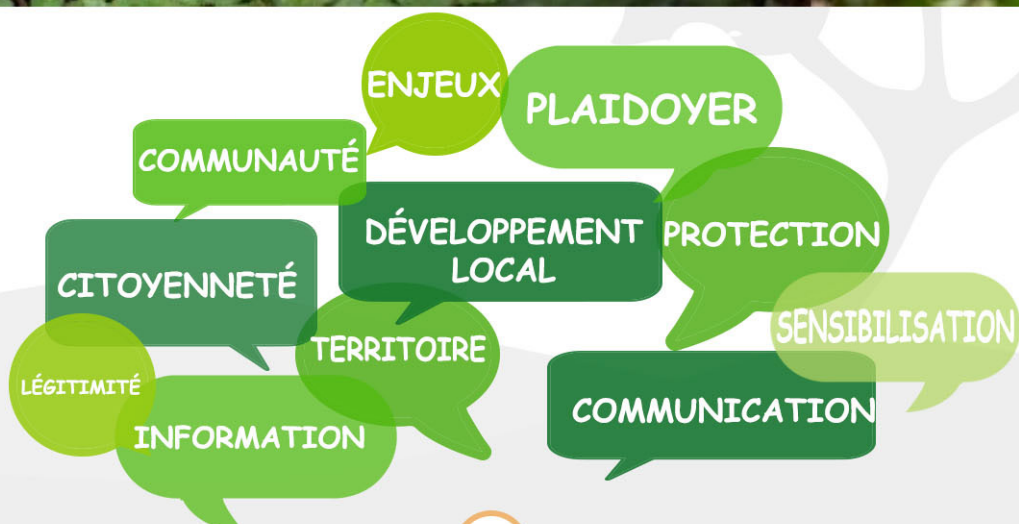 ENJEUX
PLAIDOYER
COMMUNAUTÉ
DÉVELOPPEMENT
LOCAL
PROTECTION
CITOYENNETÉ
SENSIBILISATION
TERRITOIRE
LÉGITIMITÉ
COMMUNICATION
INFORMATION